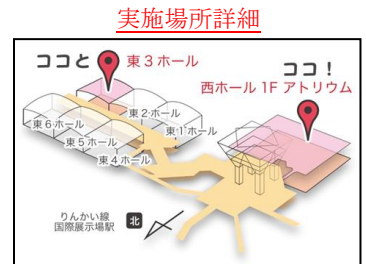 実施場所詳細
ココと
東3ホール
ココ！
西ホール 1F アトリウム
東2ホール
東1ホール
東6ホール
東5ホール
東4ホール
りんかい線
国際展示場駅
北